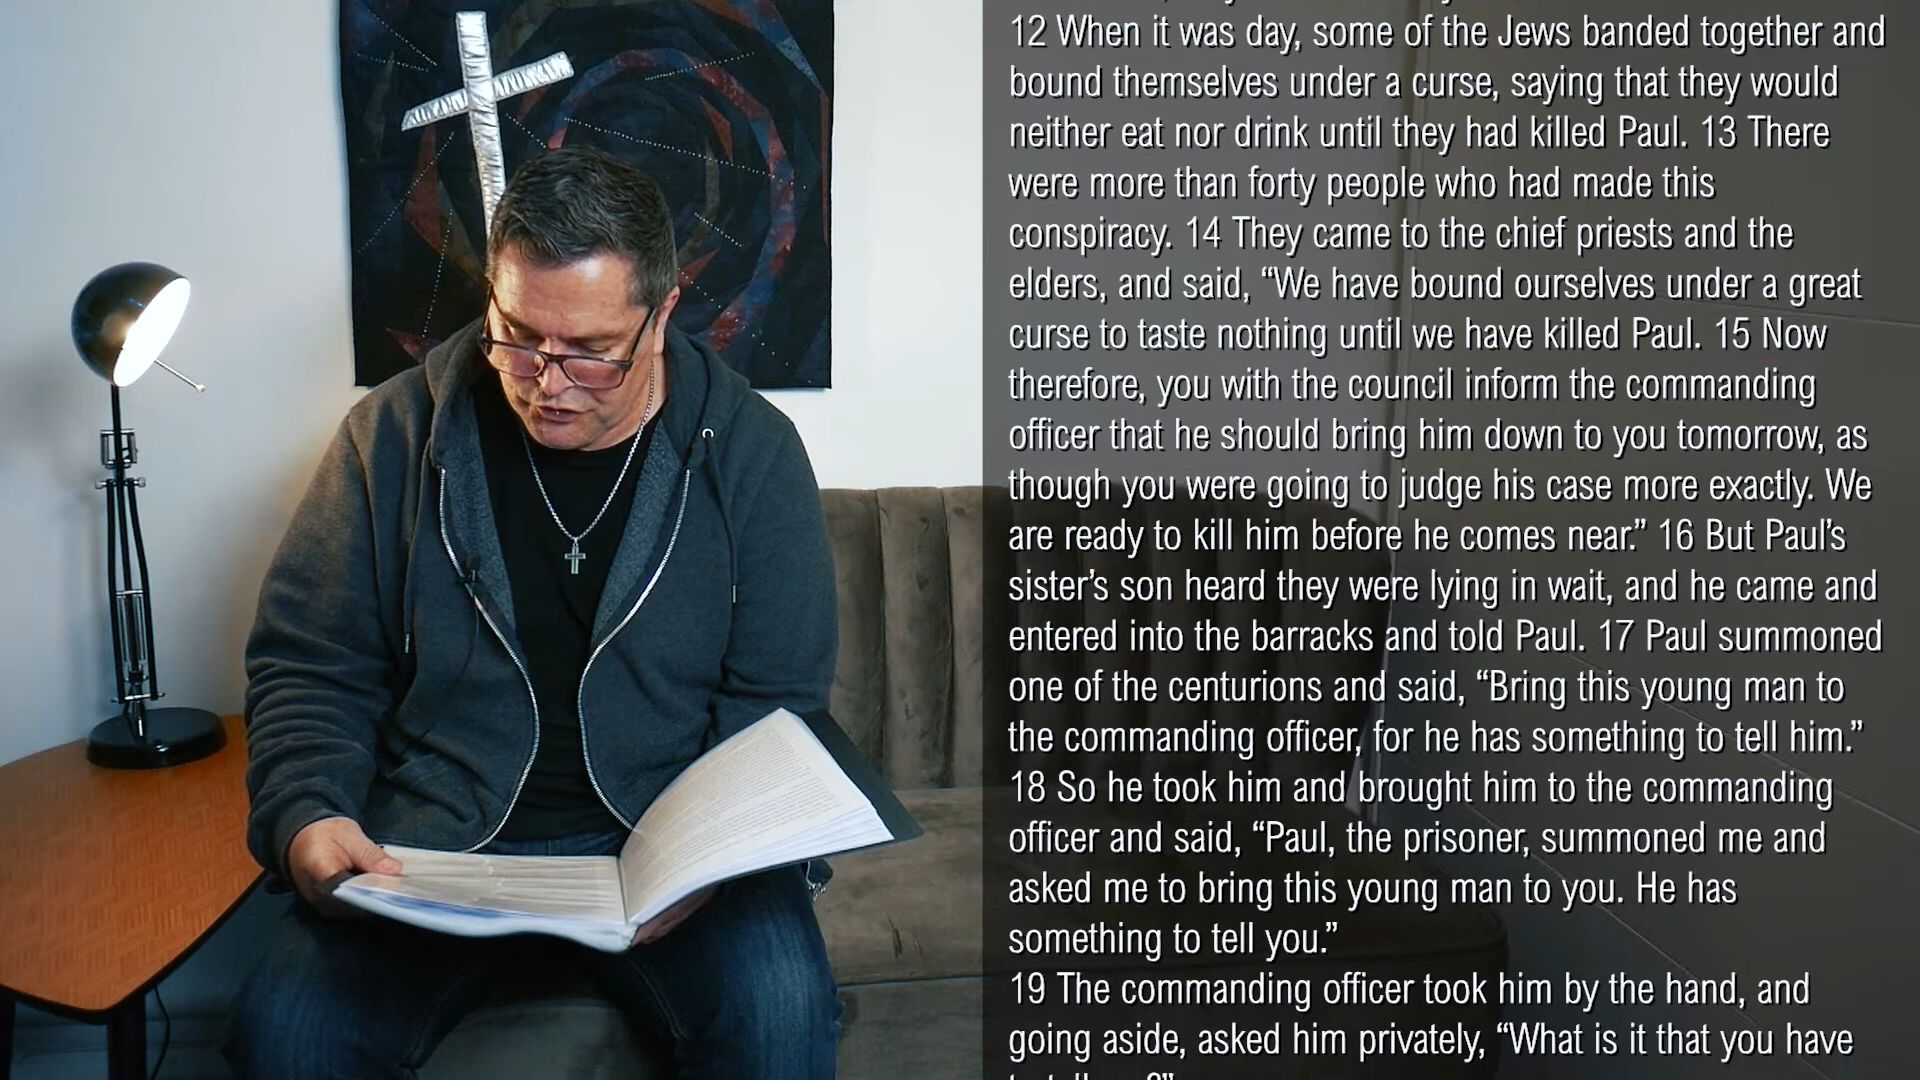 12 When it was day, some of the Jews banded together and
bound themselves under a curse, saying that they would
neither eat nor drink until they had killed Paul. 13 There
were more than forty people who had made this
conspiracy. 14 They came to the chief priests and the
elders, and said, “We have bound ourselves under a great
curse to taste nothing until we have killed Paul. 15 Now
therefore, you with the council inform the commanding
officer that he should bring him down to you tomorrow, as
though you were going to judge his case more exactly. We
are ready to kill him before he comes near.” 16 But Paul’s
sister’s son heard they were lying in wait, and he came and
entered into the barracks and told Paul. 17 Paul summoned
one of the centurions and said, “Bring this young man to
the commanding officer, for he has something to tell him.”
18 So he took him and brought him to the commanding
officer and said, “Paul, the prisoner, summoned me and
asked me to bring this young man to you. He has
something to tell you.”
19 The commanding officer took him by the hand, and
going aside, asked him privately, “What is it that you have